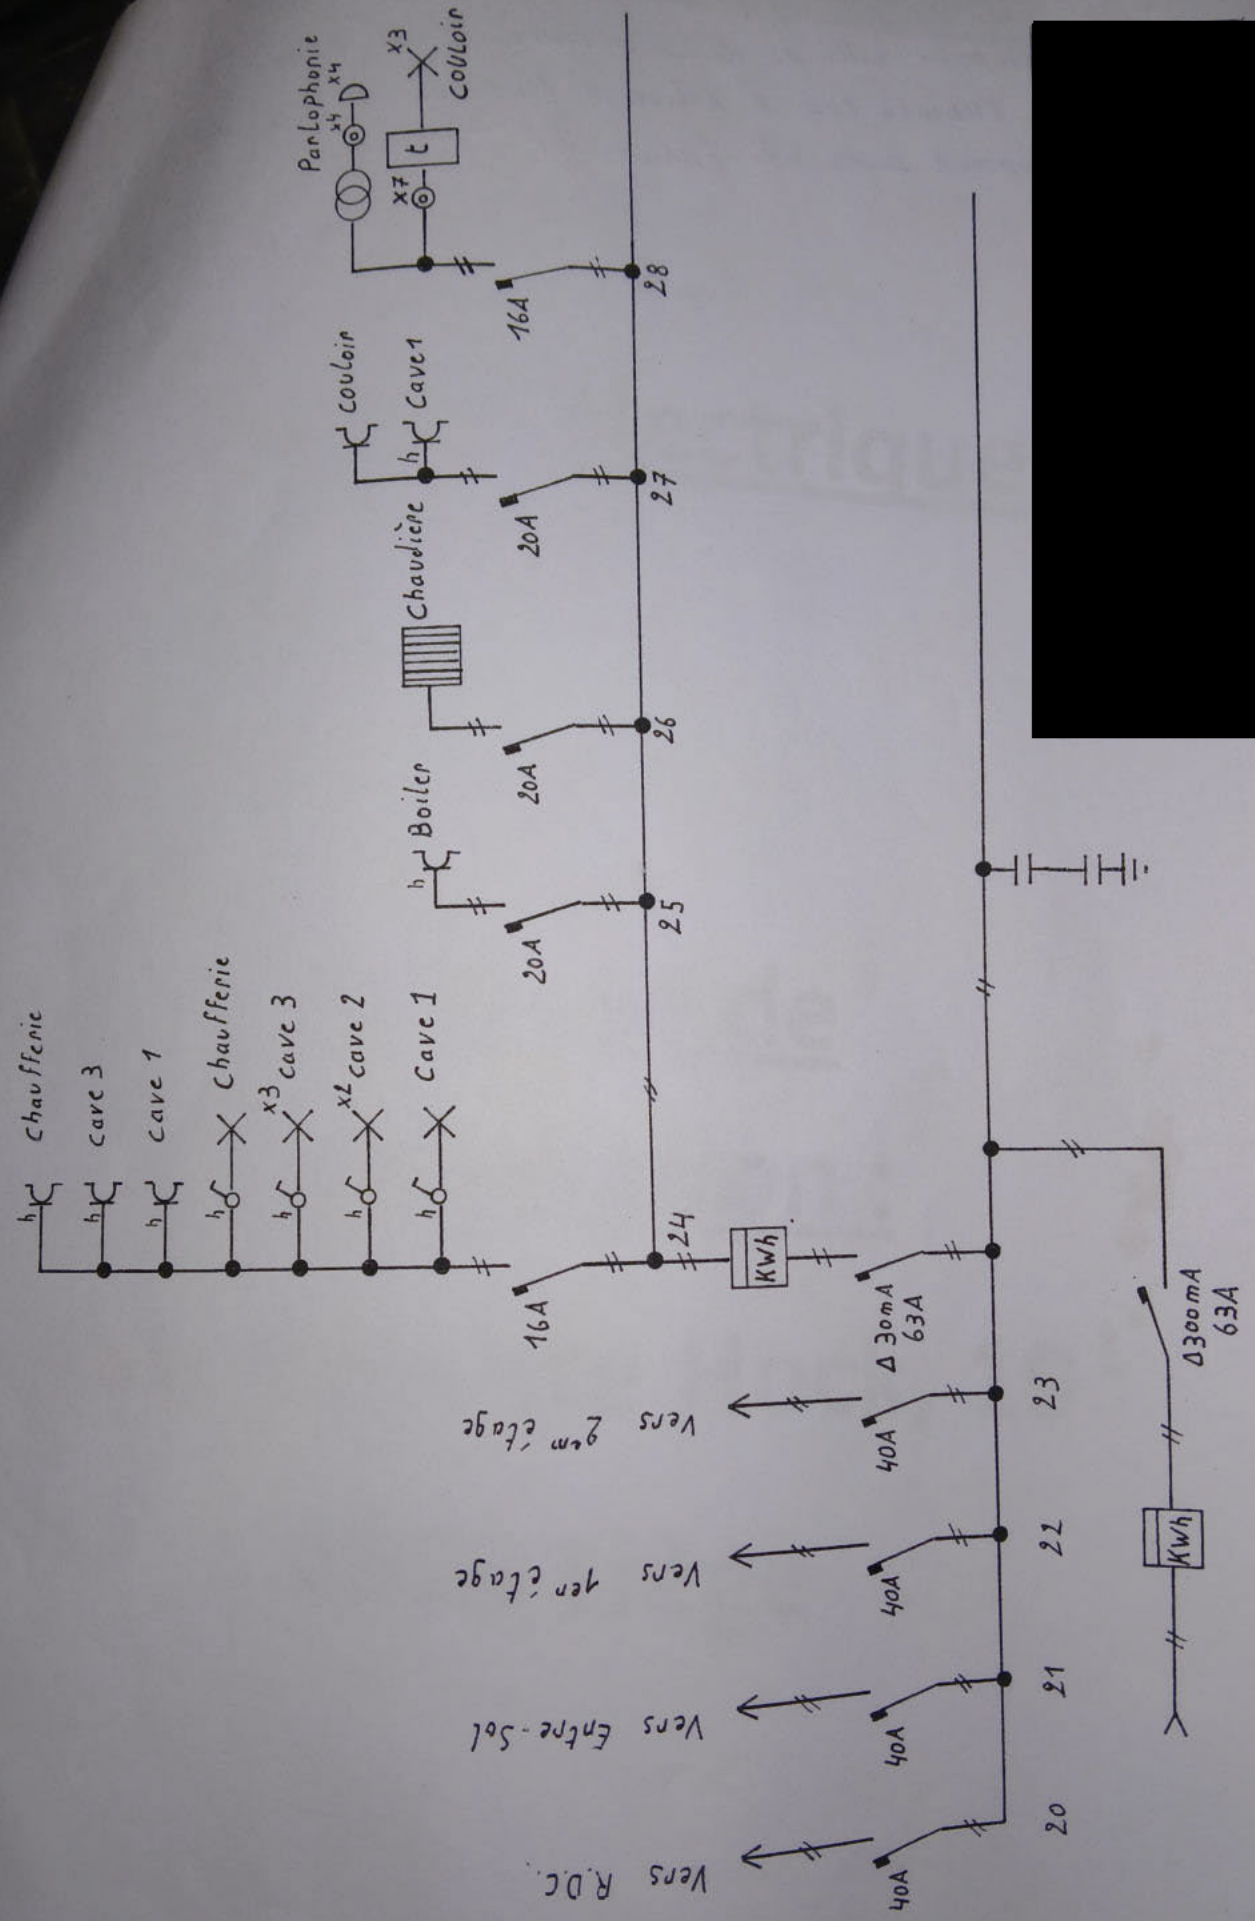 Chaufferie
h
Cave 3
h
Cave 1
h
Chaufferie
h
x3 Cave 3
h
x2 Cave 2
h
Cave 1
h
16A
24
KWh
Δ 30mA
63A
Boiler
h
20A
25
Chaudière
20A
26
Couloir
Cave 1
h
20A
27
Parlophonie
x4
x4
x7
t
x3
Couloir
16A
28
Vers R.D.C.
40A
20
Vers Entre-Sol
40A
21
Vers 1er étage
40A
22
Vers 2em étage
40A
23
KWh
Δ300mA
63A